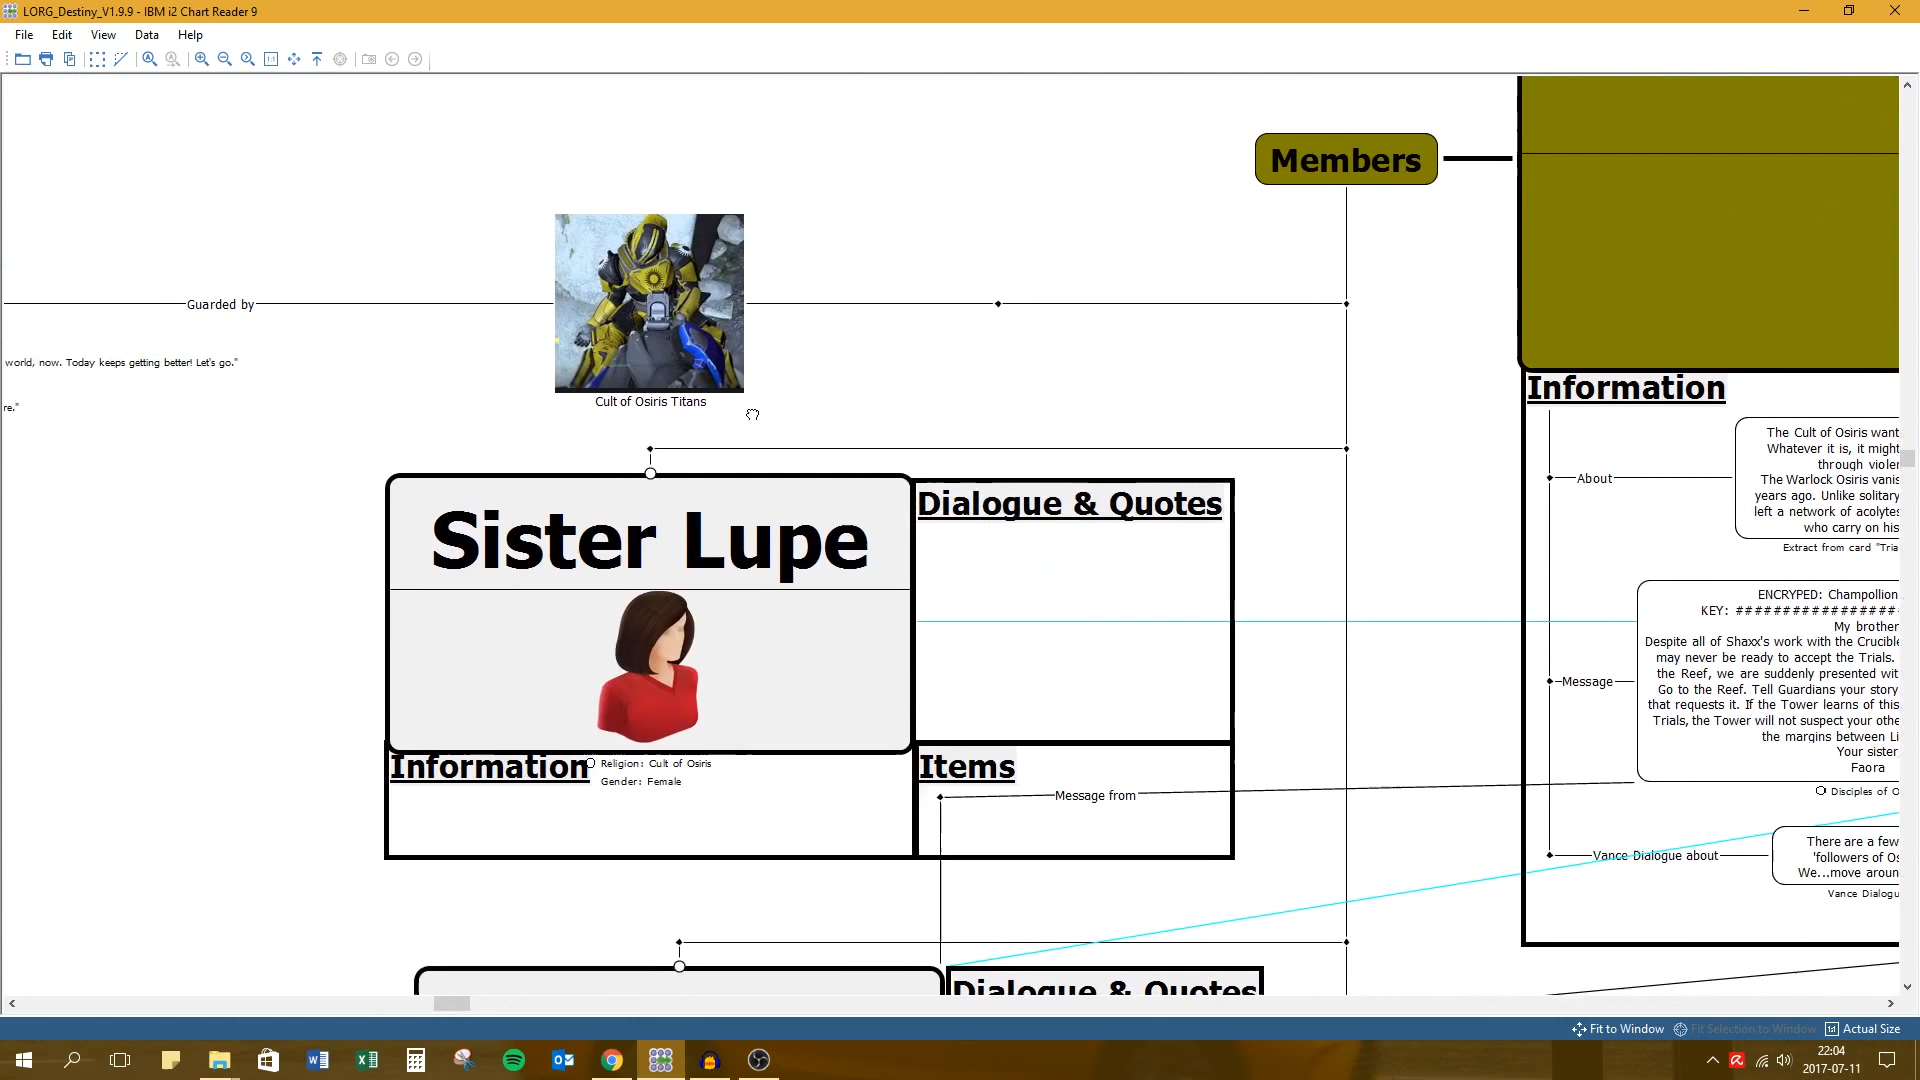 LORG_Destiny_V1.9.9 - IBM i2 Chart Reader 9
File Edit View Data Help
Members
Guarded by
world, now. Today keeps getting better! Let's go."
re."
Cult of Osiris Titans
Sister Lupe
Dialogue & Quotes
Information
Religion: Cult of Osiris
Gender: Female
Items
Message from
Dialogue & Quotes
Information
About
The Cult of Osiris want
Whatever it is, it might
through violen
The Warlock Osiris vanis
years ago. Unlike solitary
left a network of acolytes
who carry on his
Extract from card "Tria
Message
ENCRYPED: Champollion
KEY: #################
My brother
Despite all of Shaxx's work with the Crucible
may never be ready to accept the Trials.
the Reef, we are suddenly presented wit
Go to the Reef. Tell Guardians your story
that requests it. If the Tower learns of this
Trials, the Tower will not suspect your othe
the margins between Li
Your sister
Faora
Disciples of O
Vance Dialogue about
There are a few
'followers of Os
We...move aroun
Vance Dialogu
Fit to Window Fit Selection to Window Actual Size
22:04
2017-07-11